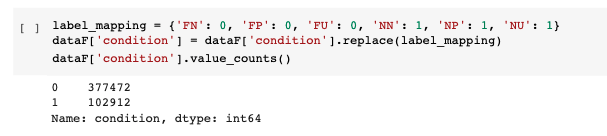 [ ] label_mapping = {'FN': 0, 'FP': 0, 'FU': 0, 'NN': 1, 'NP': 1, 'NU': 1}
dataF['condition'] = dataF['condition'].replace(label_mapping)
dataF['condition'].value_counts()
0    377472
1    102912
Name: condition, dtype: int64